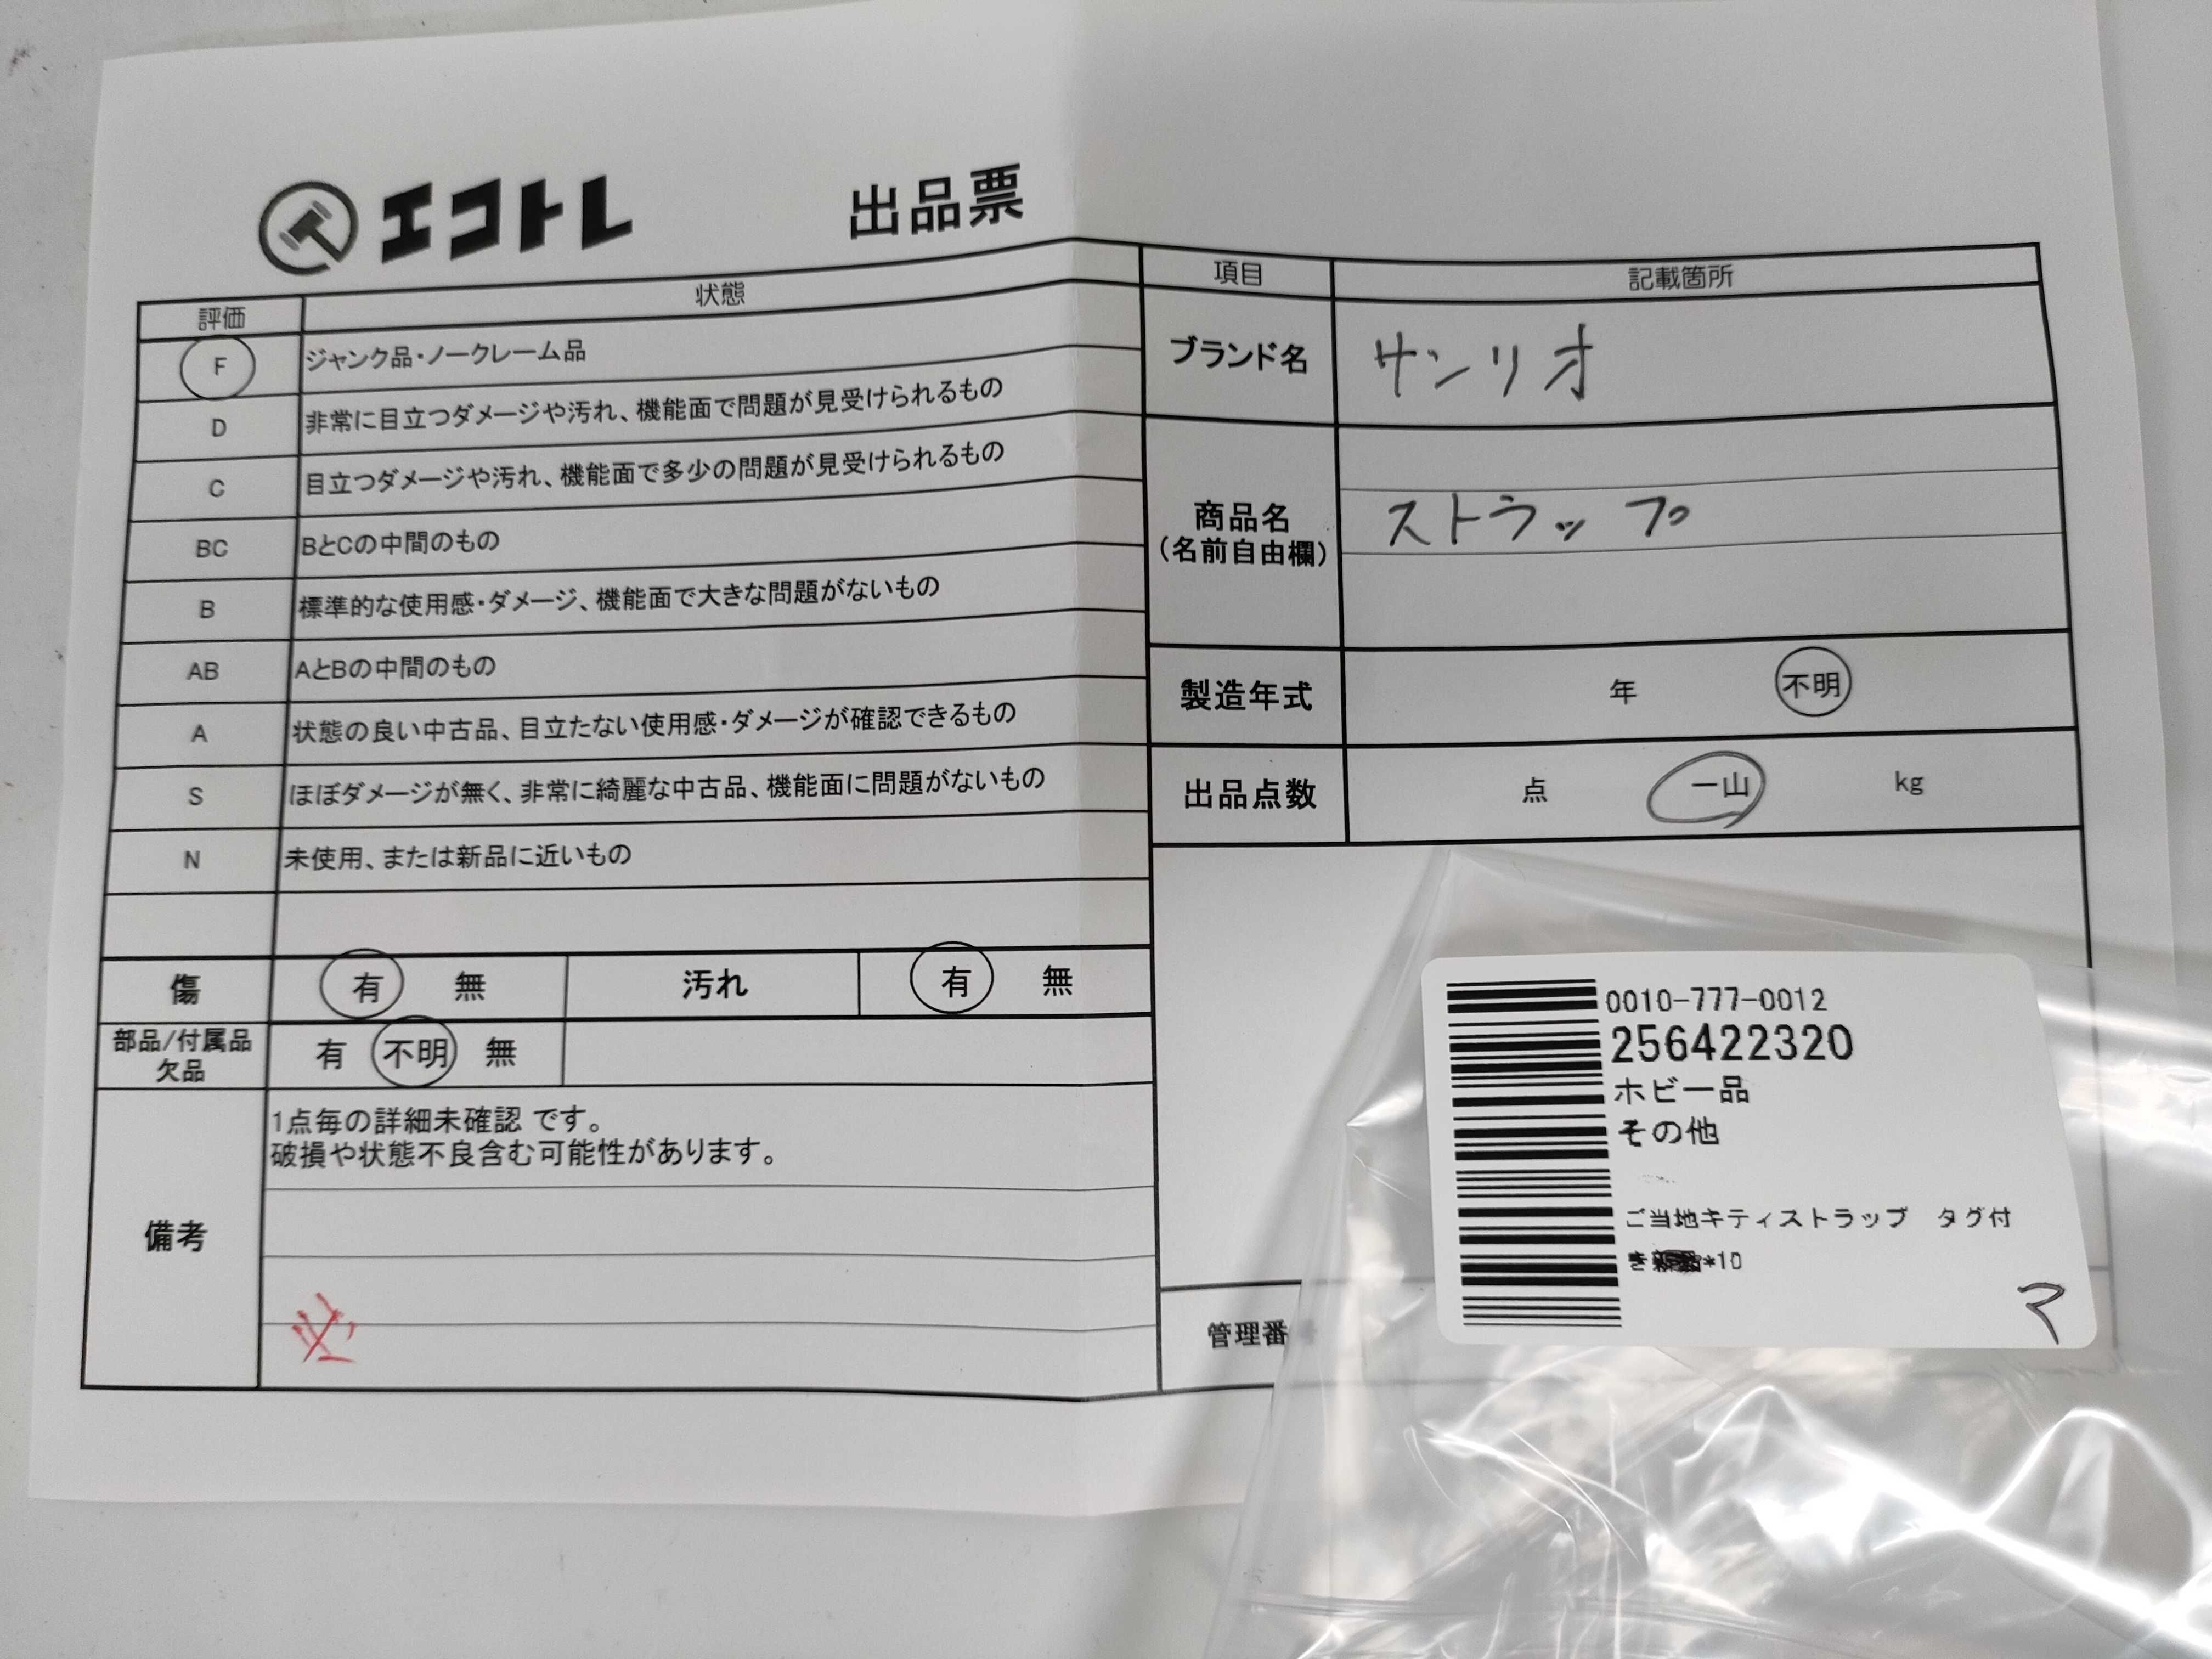 エコトレ 出品票
評価 状態
F ジャンク品・ノークレーム品
D 非常に目立つダメージや汚れ、機能面で問題が見受けられるもの
C 目立つダメージや汚れ、機能面で多少の問題が見受けられるもの
BC BとCの中間のもの
B 標準的な使用感・ダメージ、機能面で大きな問題がないもの
AB AとBの中間のもの
A 状態の良い中古品、目立たない使用感・ダメージが確認できるもの
S ほぼダメージが無く、非常に綺麗な中古品、機能面に問題がないもの
N 未使用、または新品に近いもの
傷 有 無 汚れ 有 無
部品/付属品
欠品
有 不明 無
備考
1点毎の詳細未確認 です。
破損や状態不良含む可能性があります。
項目 記載箇所
ブランド名 サンリオ
商品名
(名前自由欄)
ストラップ
製造年式 年 不明
出品点数 点 一山 kg
管理番
0010-777-0012
256422320
ホビー品
その他
ご当地キティストラップ タグ付
き *10
マ